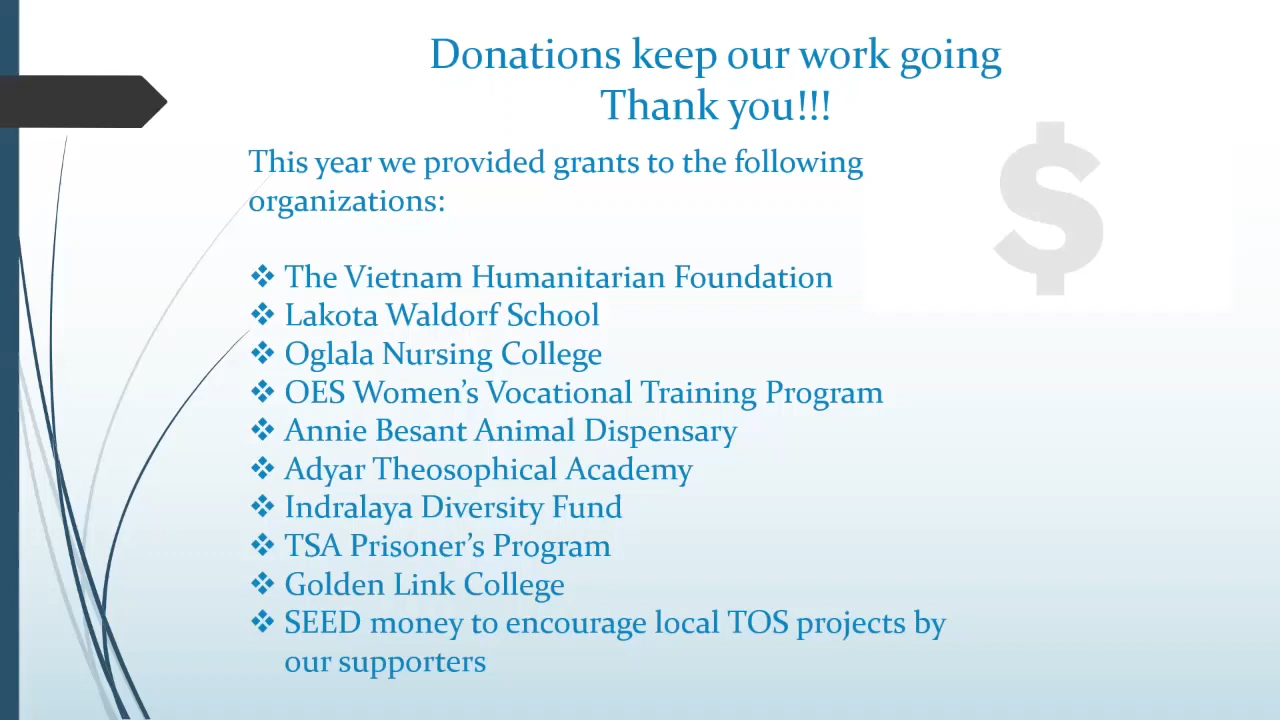 Donations keep our work going
Thank you!!!
This year we provided grants to the following
organizations:
❖ The Vietnam Humanitarian Foundation
❖ Lakota Waldorf School
❖ Oglala Nursing College
❖ OES Women’s Vocational Training Program
❖ Annie Besant Animal Dispensary
❖ Adyar Theosophical Academy
❖ Indralaya Diversity Fund
❖ TSA Prisoner’s Program
❖ Golden Link College
❖ SEED money to encourage local TOS projects by
our supporters
$